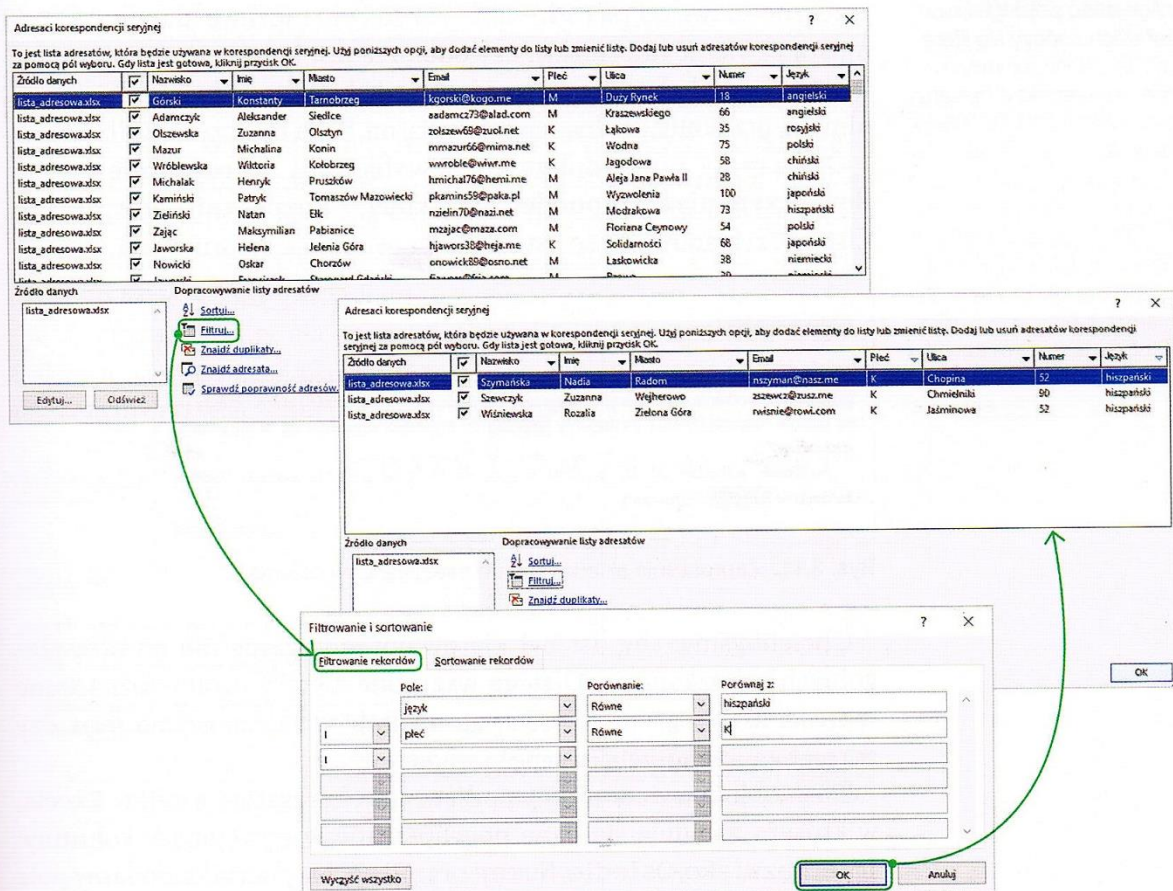 Adresaci korespondencji seryjnej ? ×
To jest lista adresatów, która będzie używana w korespondencji seryjnej. Użyj poniższych opcji, aby dodać elementy do listy lub zmienić listę. Dodaj lub usuń adresatów korespondencji seryjnej
za pomocą pól wyboru. Gdy lista jest gotowa, kliknij przycisk OK.
Źródło danych Nazwisko Imię Miasto Email Płeć Ulica Numer Język
lista_adresowa.xlsx Górski Konstanty Tarnobrzeg kgorski@kogo.me M Duży Rynek 18 angielski
lista_adresowa.xlsx Adamczyk Aleksander Siedlce aadamcz73@alad.com M Kraszewskiego 66 angielski
lista_adresowa.xlsx Olszewska Zuzanna Olsztyn zolszew69@zuol.net K Łąkowa 35 rosyjski
lista_adresowa.xlsx Mazur Michalina Konin mmazur66@mima.net K Wodna 75 polski
lista_adresowa.xlsx Wróblewska Wiktoria Kołobrzeg wwroble@wiwr.me K Jagodowa 58 chiński
lista_adresowa.xlsx Michalak Henryk Pruszków hmichal76@hemi.me M Aleja Jana Pawła II 28 chiński
lista_adresowa.xlsx Kamiński Patryk Tomaszów Mazowiecki pkamins59@paka.pl M Wyzwolenia 100 japoński
lista_adresowa.xlsx Zieliński Natan Ełk nzielin70@nazi.net M Modrakowa 73 hiszpański
lista_adresowa.xlsx Zając Maksymilian Pabianice mzajac@maza.com M Floriana Ceynowy 54 polski
lista_adresowa.xlsx Jaworska Helena Jelenia Góra hjawors38@heja.me K Solidarności 68 japoński
lista_adresowa.xlsx Nowicki Oskar Chorzów onowick89@osno.net M Laskowicka 38 niemiecki
Źródło danych
lista_adresowa.xlsx
Edytuj... Odśwież
Dopracowywanie listy adresatów
Sortuj...
Filtruj...
Znajdź duplikaty...
Znajdź adresata...
Sprawdź poprawność adresów.
Adresaci korespondencji seryjnej ? ×
To jest lista adresatów, która będzie używana w korespondencji seryjnej. Użyj poniższych opcji, aby dodać elementy do listy lub zmienić listę. Dodaj lub usuń adresatów korespondencji
seryjnej za pomocą pól wyboru. Gdy lista jest gotowa, kliknij przycisk OK.
Źródło danych Nazwisko Imię Miasto Email Płeć Ulica Numer Język
lista_adresowa.xlsx Szymańska Nadia Radom nszyman@nasz.me K Chopina 52 hiszpański
lista_adresowa.xlsx Szewczyk Zuzanna Wejherowo zszewcz@zusz.me K Chmielniki 90 hiszpański
lista_adresowa.xlsx Wiśniewska Rozalia Zielona Góra rwisnie@rowi.com K Jaśminowa 52 hiszpański
Źródło danych
lista_adresowa.xlsx
Dopracowywanie listy adresatów
Sortuj...
Filtruj...
Znajdź duplikaty...
OK
Filtrowanie i sortowanie ? ×
Filtrowanie rekordów Sortowanie rekordów
Pole: Porównanie: Porównaj z:
język Równe hiszpański
I płeć Równe K
I
Wyczyść wszystko OK Anuluj